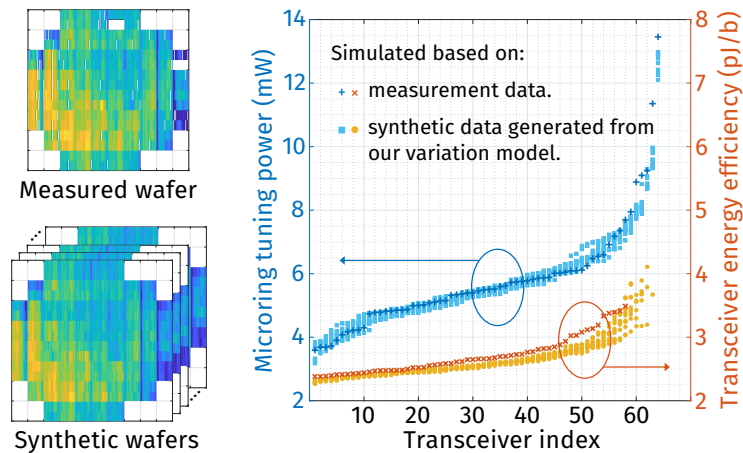 Measured wafer
Synthetic wafers
Microring tuning power (mW)
14
12
10
8
6
4
2
Simulated based on:
+ × measurement data.
synthetic data generated from
our variation model.
10 20 30 40 50 60
Transceiver index
8
7
6
5
4
3
2
Transceiver energy efficiency (pJ/b)